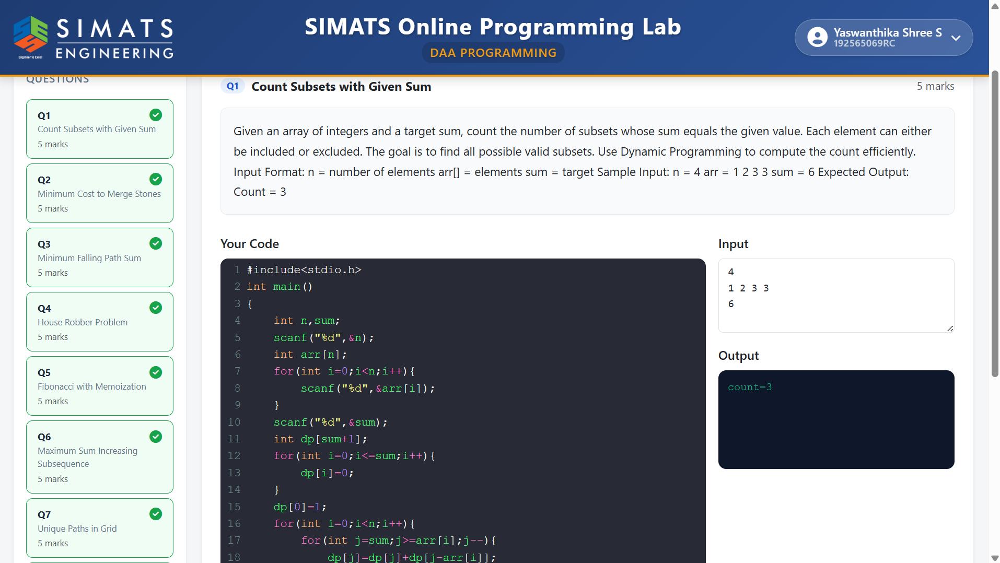 SIMATS
ENGINEERING
Engineer to Excel
SIMATS Online Programming Lab
DAA PROGRAMMING
Yaswanthika Shree S
192565069RC
QUESTIONS
Q1
Count Subsets with Given Sum
5 marks
Q2
Minimum Cost to Merge Stones
5 marks
Q3
Minimum Falling Path Sum
5 marks
Q4
House Robber Problem
5 marks
Q5
Fibonacci with Memoization
5 marks
Q6
Maximum Sum Increasing
Subsequence
5 marks
Q7
Unique Paths in Grid
5 marks
Q1 Count Subsets with Given Sum 5 marks
Given an array of integers and a target sum, count the number of subsets whose sum equals the given value. Each element can either
be included or excluded. The goal is to find all possible valid subsets. Use Dynamic Programming to compute the count efficiently.
Input Format: n = number of elements arr[] = elements sum = target Sample Input: n = 4 arr = 1 2 3 3 sum = 6 Expected Output:
Count = 3
Your Code
1 #include<stdio.h>
2 int main()
3 {
4     int n,sum;
5     scanf("%d",&n);
6     int arr[n];
7     for(int i=0;i<n;i++){
8         scanf("%d",&arr[i]);
9     }
10     scanf("%d",&sum);
11     int dp[sum+1];
12     for(int i=0;i<=sum;i++){
13         dp[i]=0;
14     }
15     dp[0]=1;
16     for(int i=0;i<n;i++){
17         for(int j=sum;j>=arr[i];j--){
18             dp[j]=dp[j]+dp[j-arr[i]];
Input
4
1 2 3 3
6
Output
count=3